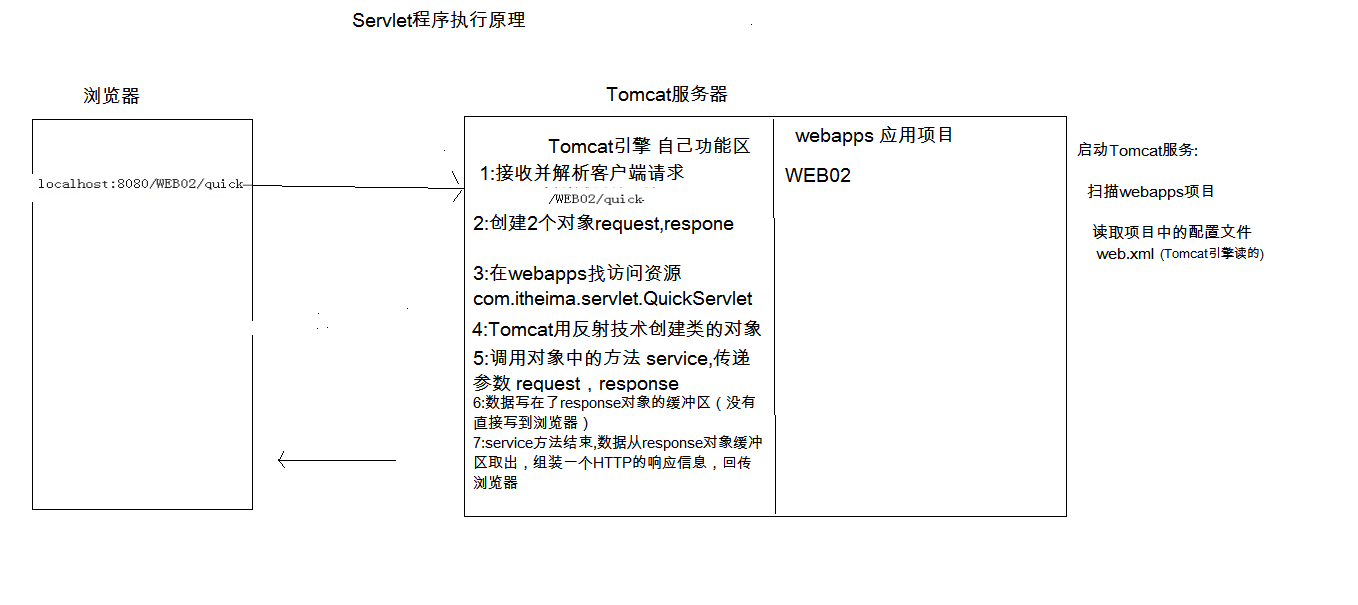 Servlet程序执行原理
浏览器
localhost:8080/WEB02/quick
Tomcat服务器
Tomcat引擎 自己功能区
1:接收并解析客户端请求
/WEB02/quick
2:创建2个对象request,respone
3:在webapps找访问资源
com.itheima.servlet.QuickServlet
4:Tomcat用反射技术创建类的对象
5:调用对象中的方法 service,传递
参数 request，response
6:数据写在了response对象的缓冲区（没有
直接写到浏览器）
7:service方法结束,数据从response对象缓冲
区取出，组装一个HTTP的响应信息，回传
浏览器
webapps 应用项目
WEB02
启动Tomcat服务:
扫描webapps项目
读取项目中的配置文件
web.xml (Tomcat引擎读的)